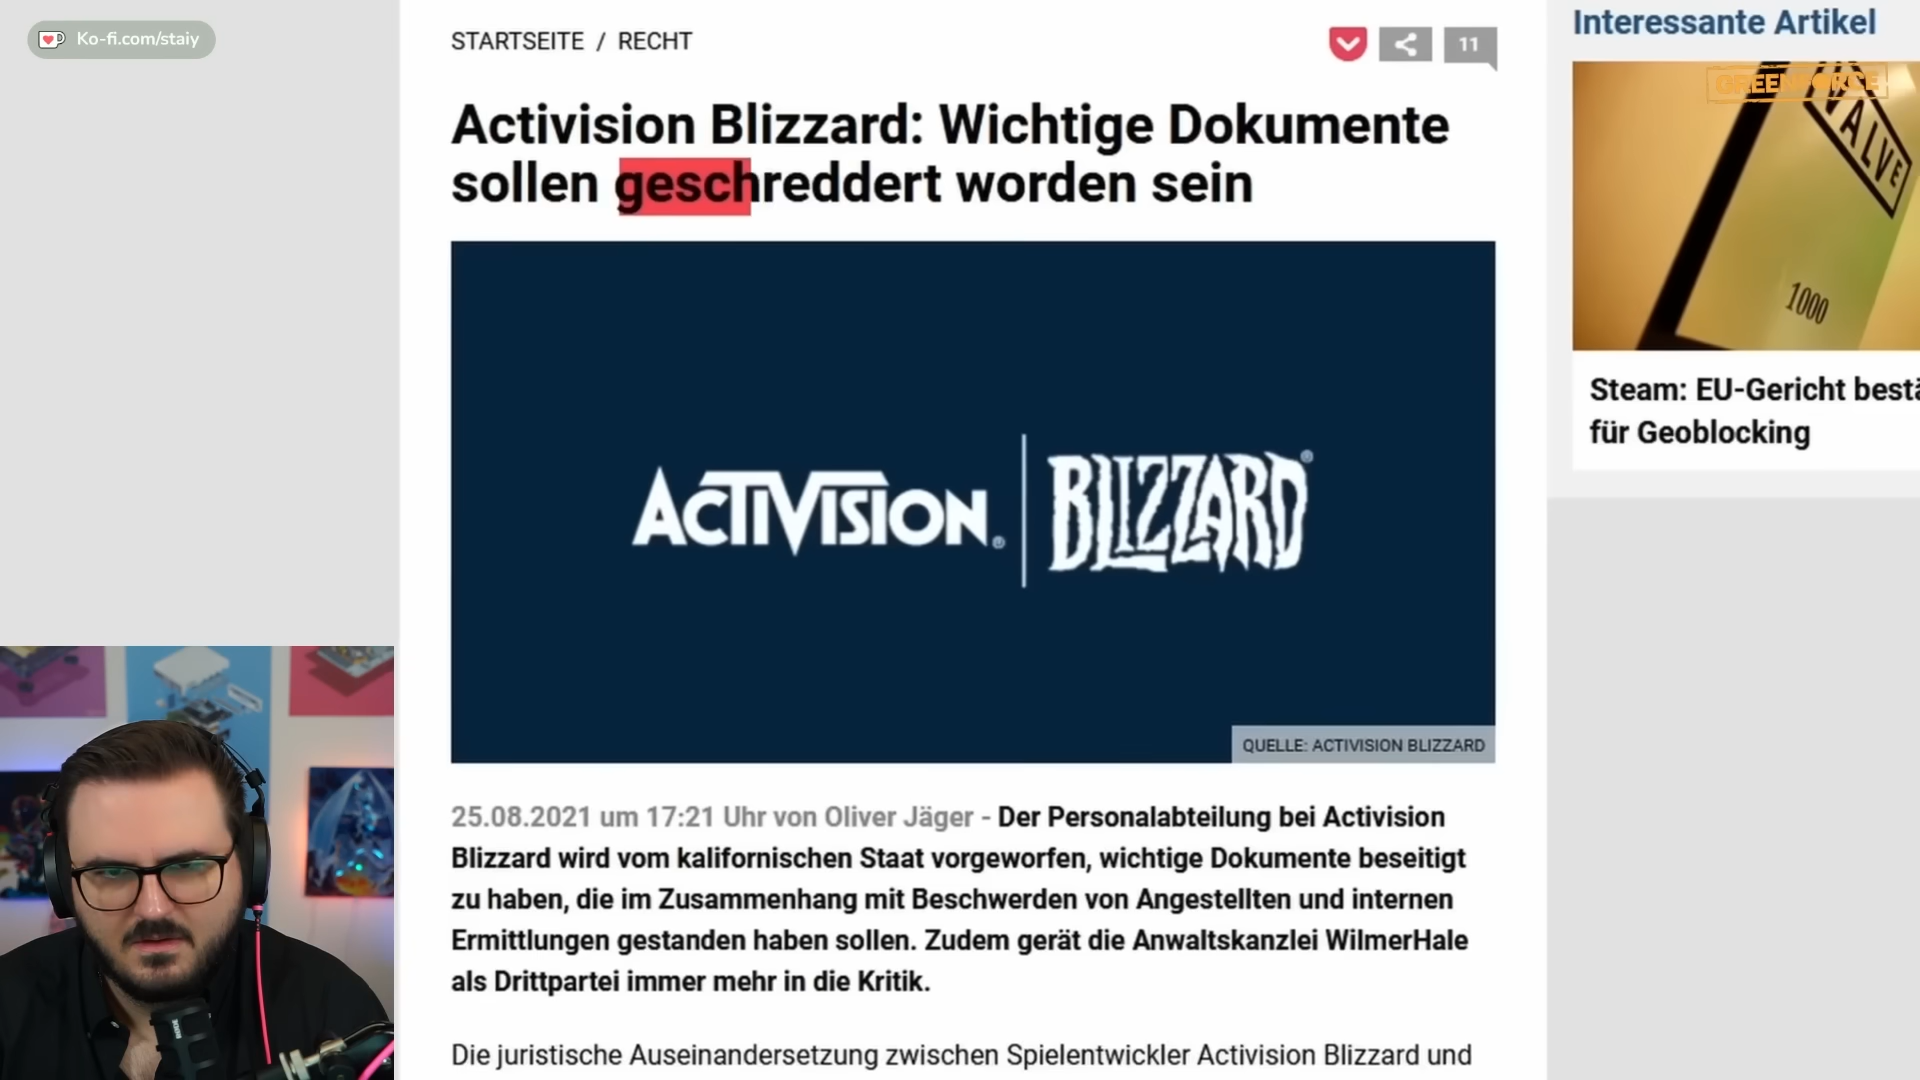 Ko-fi.com/staiy
STARTSEITE / RECHT
11
Activision Blizzard: Wichtige Dokumente
sollen geschreddert worden sein
ACTIVISION®
BLIZZARD®
QUELLE: ACTIVISION BLIZZARD
25.08.2021 um 17:21 Uhr von Oliver Jäger - Der Personalabteilung bei Activision
Blizzard wird vom kalifornischen Staat vorgeworfen, wichtige Dokumente beseitigt
zu haben, die im Zusammenhang mit Beschwerden von Angestellten und internen
Ermittlungen gestanden haben sollen. Zudem gerät die Anwaltskanzlei WilmerHale
als Drittpartei immer mehr in die Kritik.
Die juristische Auseinandersetzung zwischen Spielentwickler Activision Blizzard und
Interessante Artikel
GREENFORCE
VALVE
1000
Steam: EU-Gericht bestä
für Geoblocking